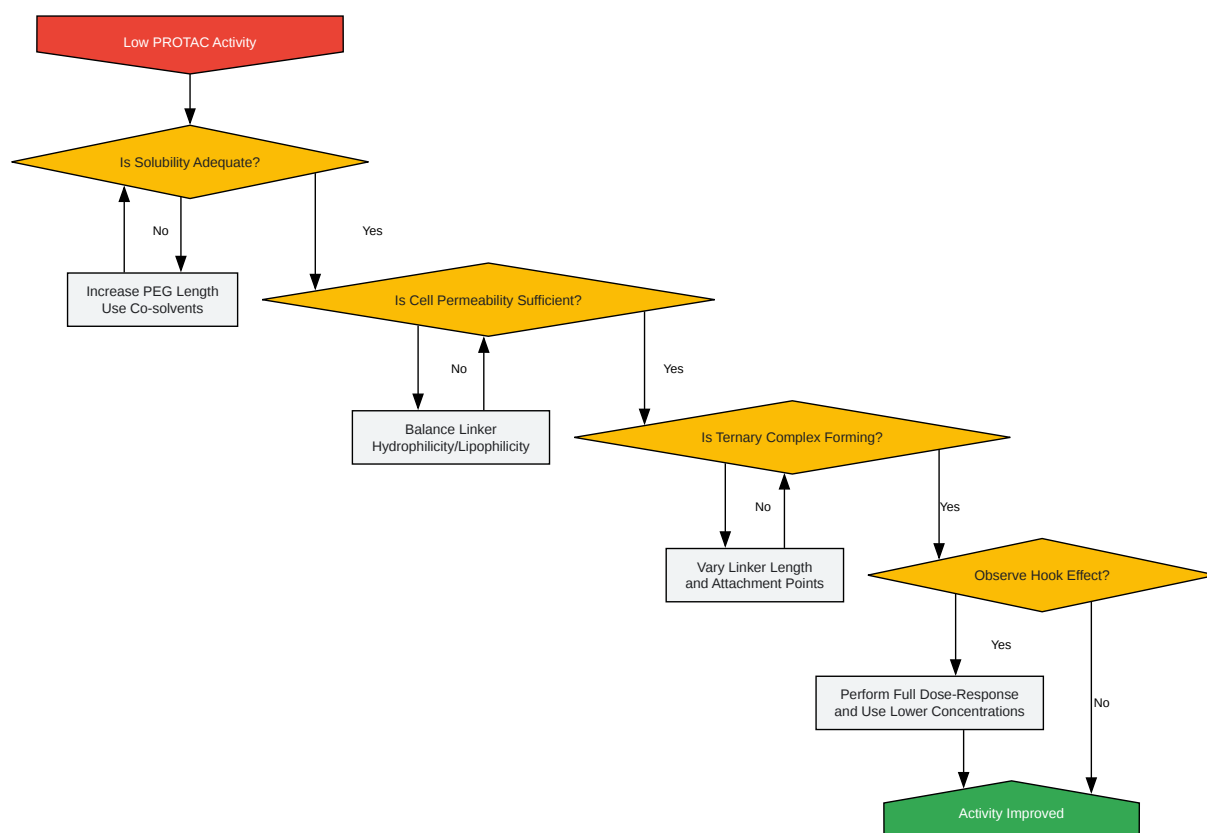 Low PROTAC Activity
Is Solubility Adequate?
No
Yes
Increase PEG Length
Use Co-solvents
Is Cell Permeability Sufficient?
No
Yes
Balance Linker
Hydrophilicity/Lipophilicity
Is Ternary Complex Forming?
No
Yes
Vary Linker Length
and Attachment Points
Observe Hook Effect?
Yes
No
Perform Full Dose-Response
and Use Lower Concentrations
Activity Improved